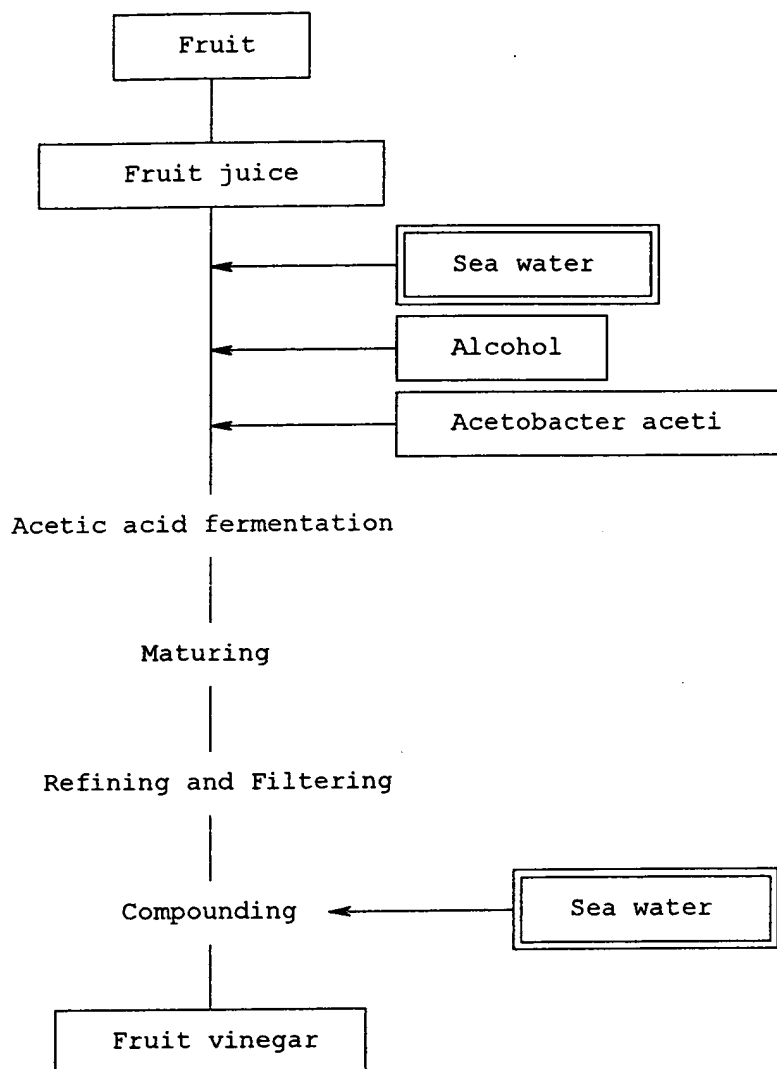 Fruit
Fruit juice
Sea water
Alcohol
Acetobacter aceti
Acetic acid fermentation
Maturing
Refining and Filtering
Compounding
Sea water
Fruit vinegar